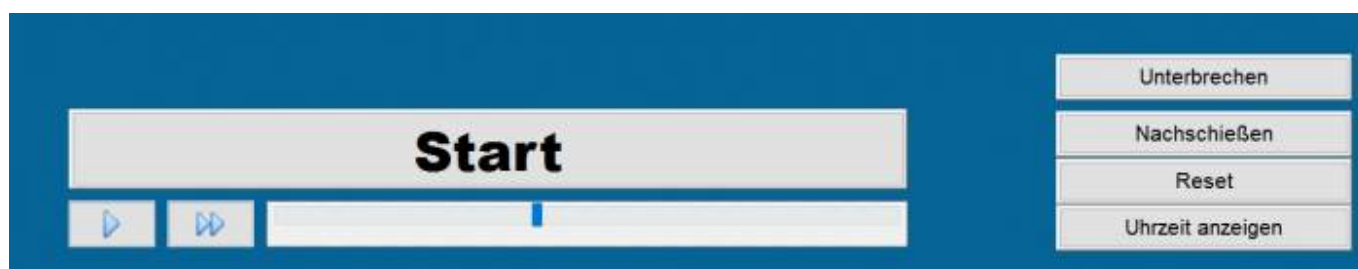 Unterbrechen
Start
Nachschießen
Reset
Uhrzeit anzeigen